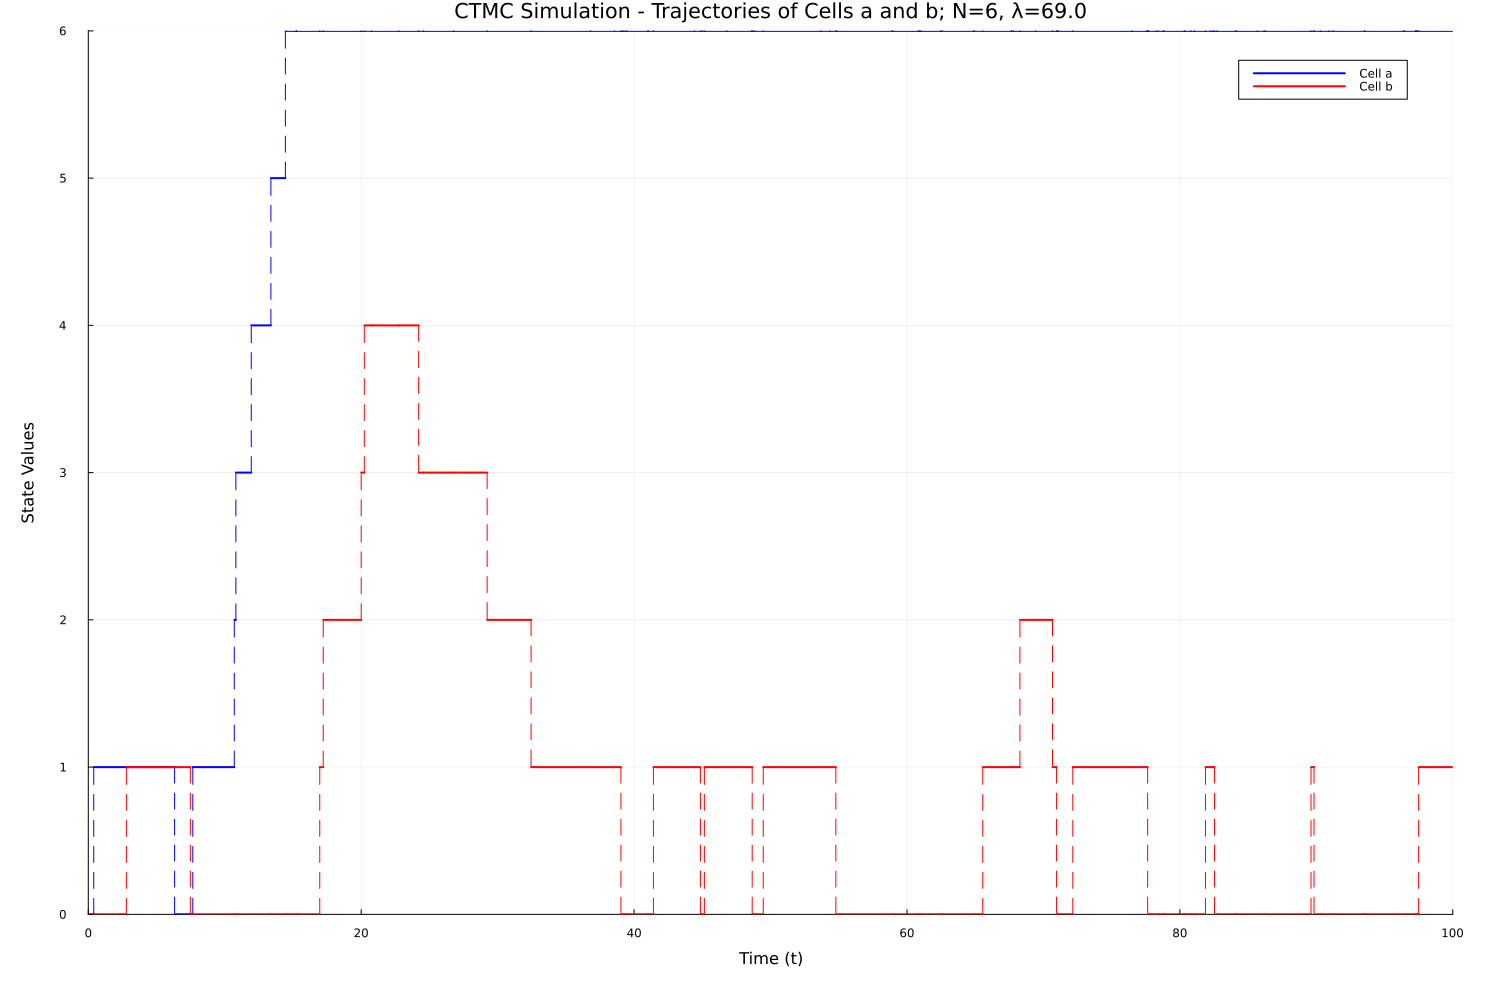 CTMC Simulation - Trajectories of Cells a and b; N=6, λ=69.0
Cell a
Cell b
6
5
4
3
2
1
0
State Values
0 20 40 60 80 100
Time (t)